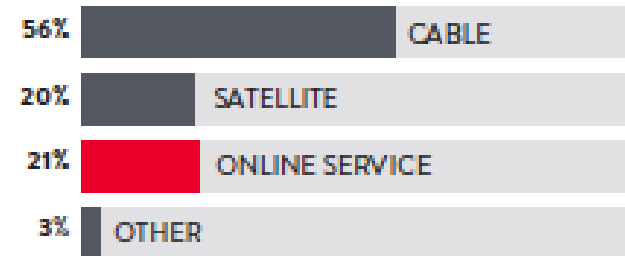 56% CABLE
20% SATELLITE
21% ONLINE SERVICE
3% OTHER